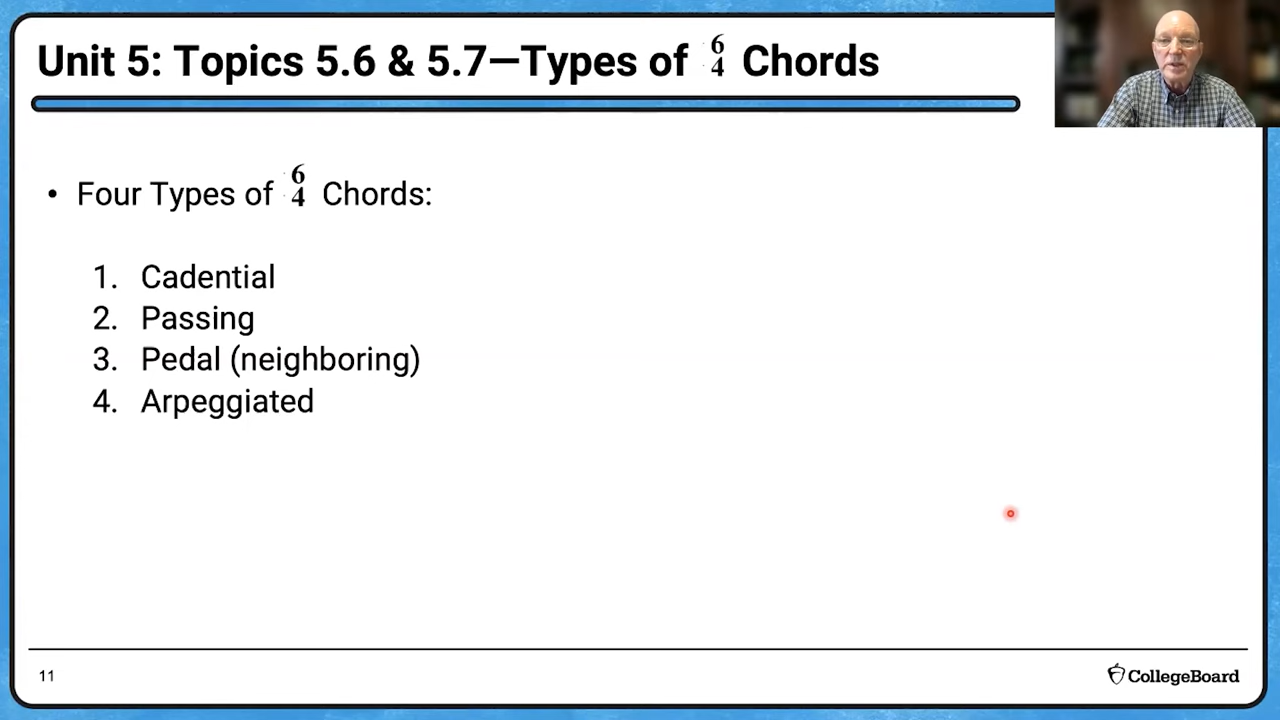 Unit 5: Topics 5.6 & 5.7—Types of 6/4 Chords
• Four Types of 6/4 Chords:
1. Cadential
2. Passing
3. Pedal (neighboring)
4. Arpeggiated
11
CollegeBoard